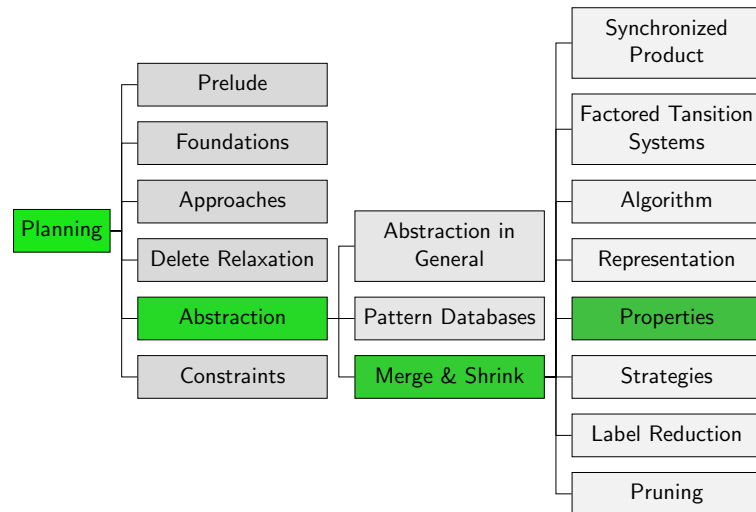 Planning
Prelude
Foundations
Approaches
Delete Relaxation
Abstraction
Constraints
Abstraction in
General
Pattern Databases
Merge & Shrink
Synchronized
Product
Factored Tansition
Systems
Algorithm
Representation
Properties
Strategies
Label Reduction
Pruning